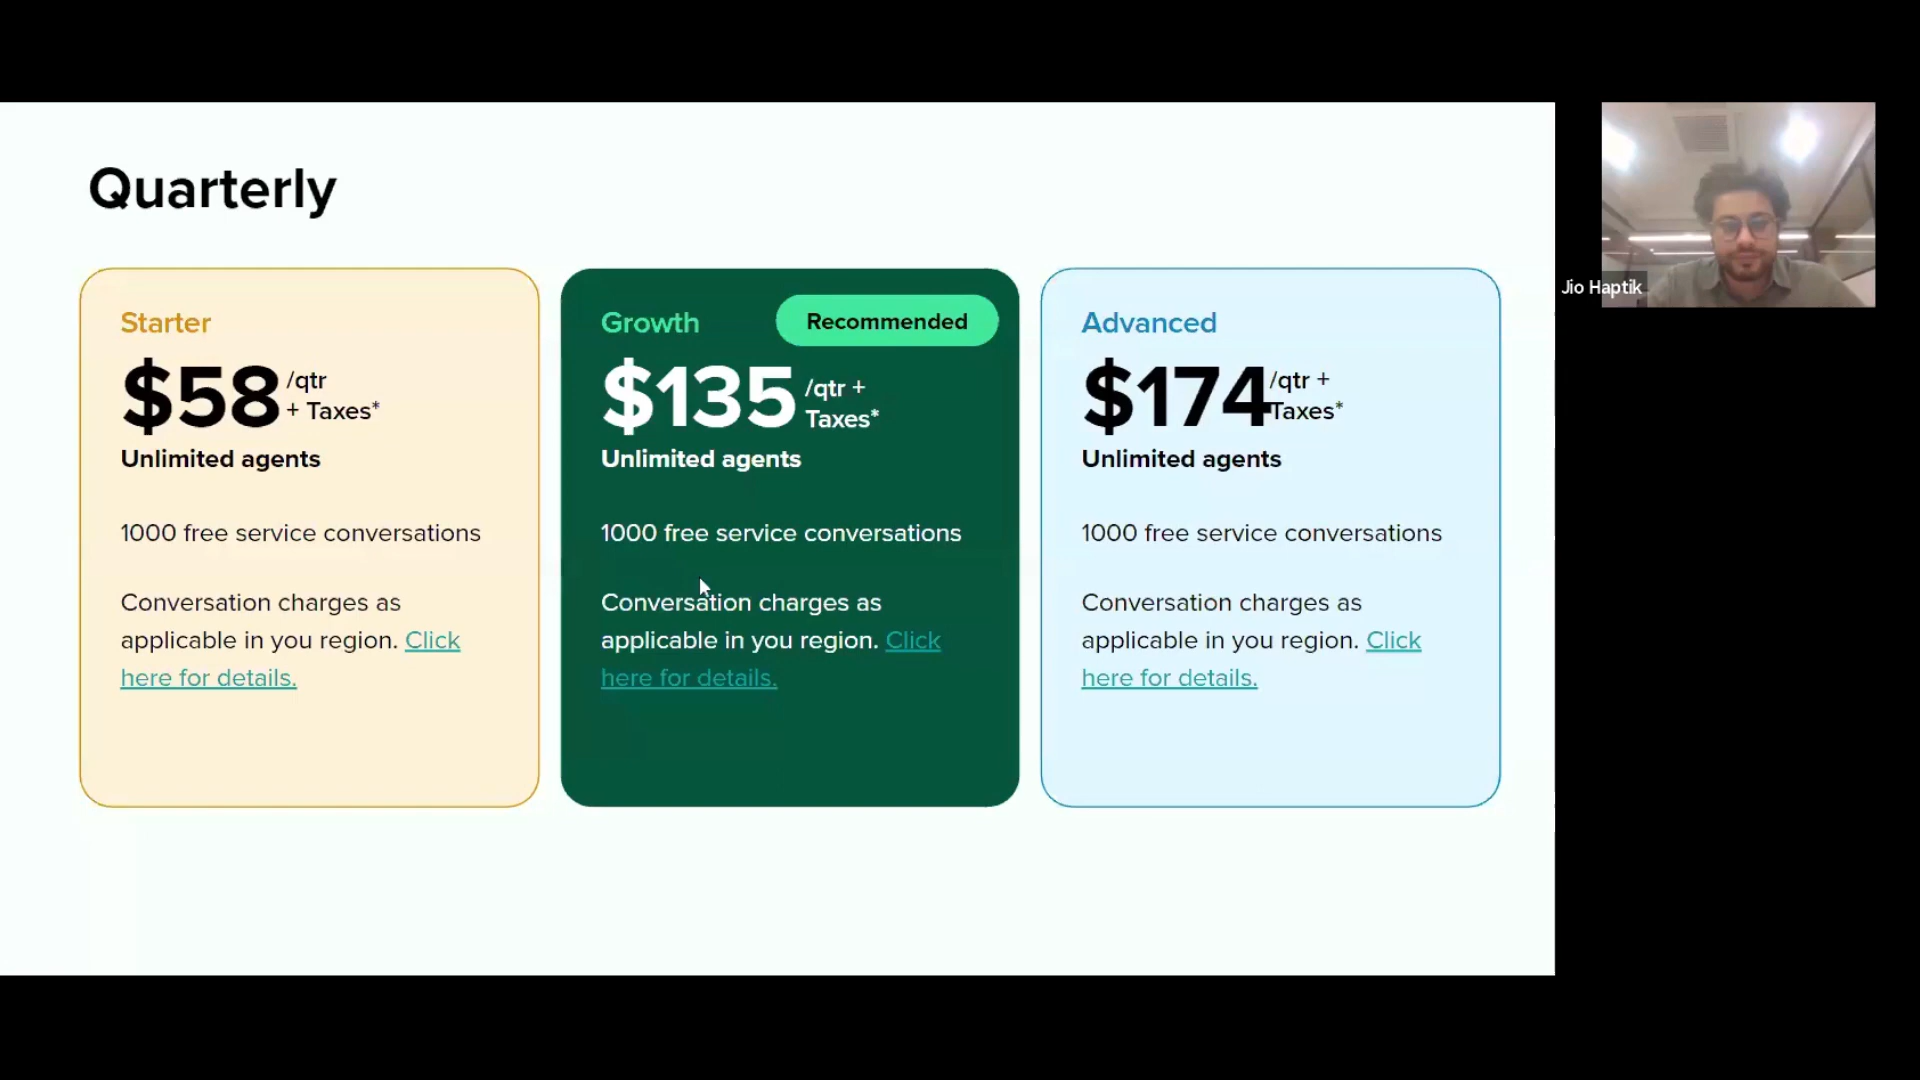 Quarterly
Starter
$58 /qtr
+ Taxes*
Unlimited agents
1000 free service conversations
Conversation charges as
applicable in you region. Click
here for details.
Growth
Recommended
$135 /qtr +
Taxes*
Unlimited agents
1000 free service conversations
Conversation charges as
applicable in you region. Click
here for details.
Advanced
$174 /qtr +
Taxes*
Unlimited agents
1000 free service conversations
Conversation charges as
applicable in you region. Click
here for details.
Jio Haptik